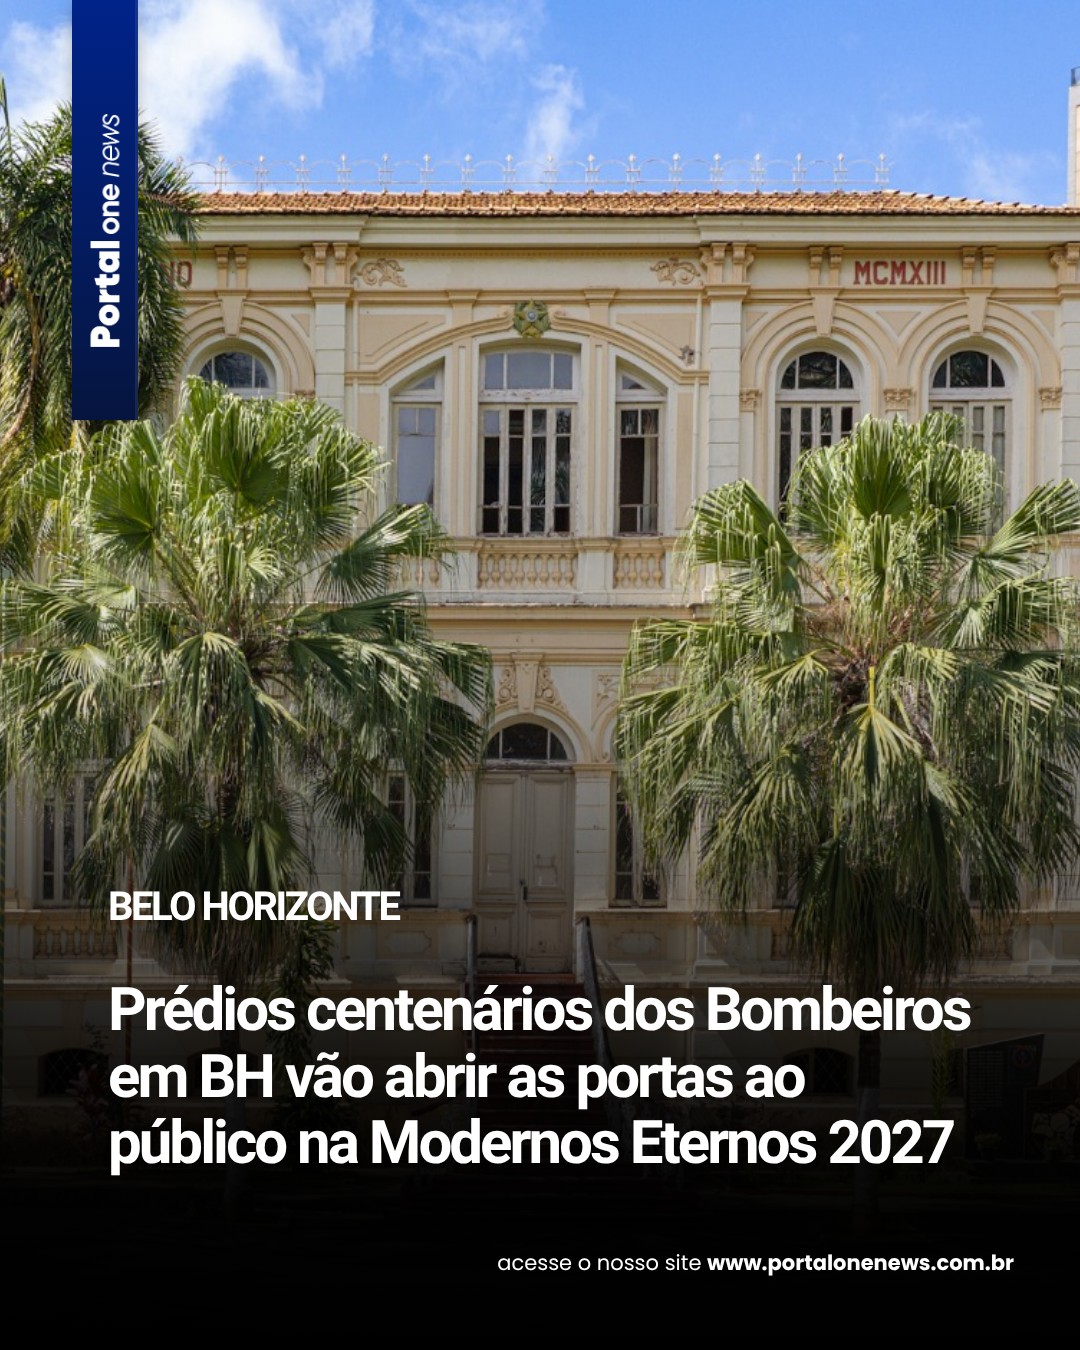 Portal one news
MCMXIII
BELO HORIZONTE
Prédios centenários dos Bombeiros
em BH vão abrir as portas ao
público na Modernos Eternos 2027
acesse o nosso site www.portalonenews.com.br